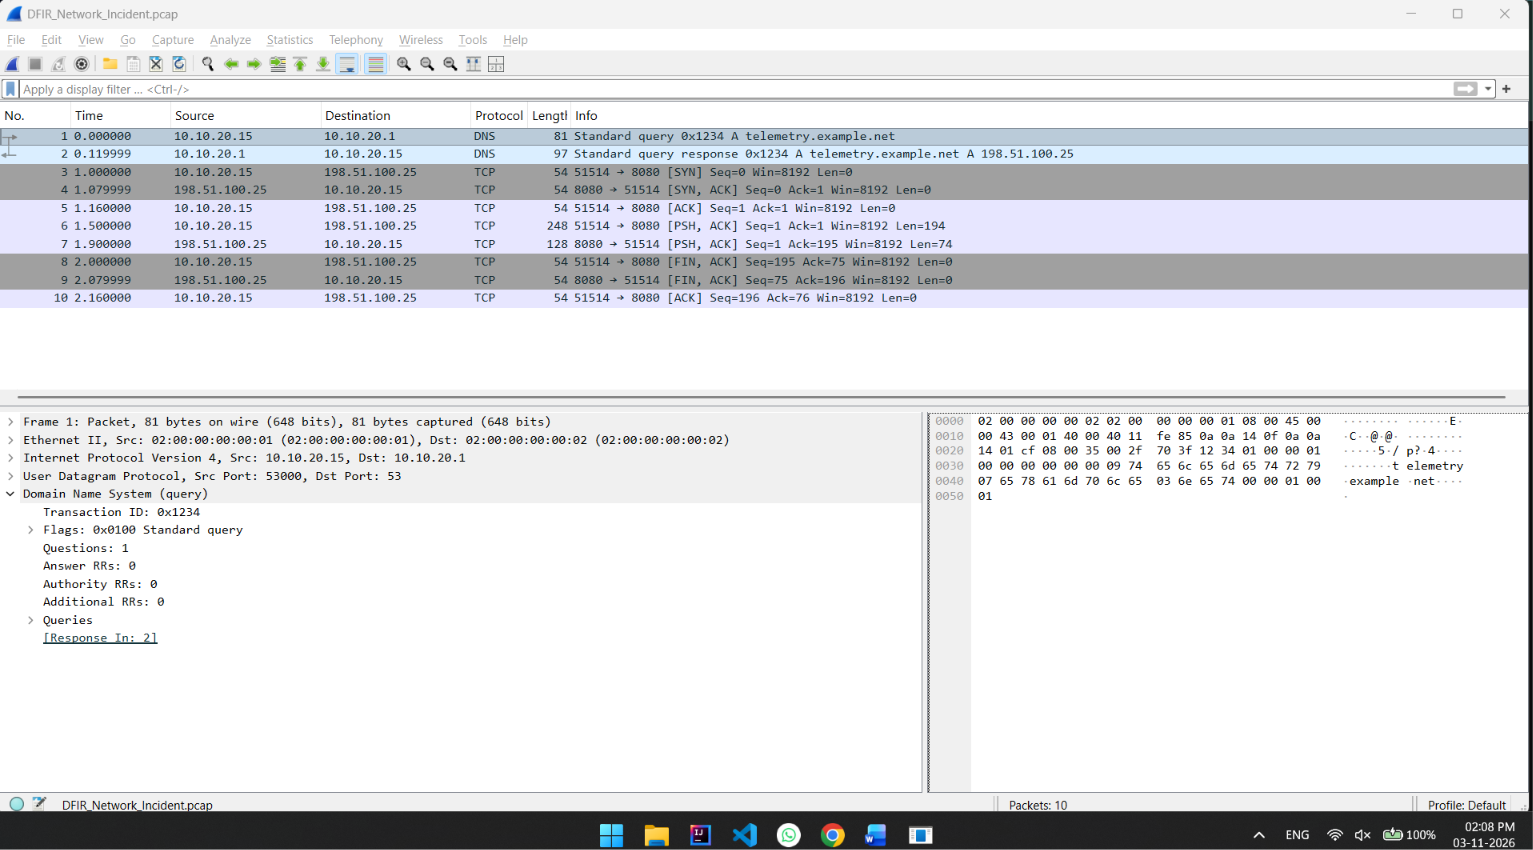 DFIR_Network_Incident.pcap
File Edit View Go Capture Analyze Statistics Telephony Wireless Tools Help
Apply a display filter ... <Ctrl-/>
No. Time Source Destination Protocol Length Info
1 0.000000 10.10.20.15 10.10.20.1 DNS 81 Standard query 0x1234 A telemetry.example.net
2 0.119999 10.10.20.1 10.10.20.15 DNS 97 Standard query response 0x1234 A telemetry.example.net A 198.51.100.25
3 1.000000 10.10.20.15 198.51.100.25 TCP 54 51514 → 8080 [SYN] Seq=0 Win=8192 Len=0
4 1.079999 198.51.100.25 10.10.20.15 TCP 54 8080 → 51514 [SYN, ACK] Seq=0 Ack=1 Win=8192 Len=0
5 1.160000 10.10.20.15 198.51.100.25 TCP 54 51514 → 8080 [ACK] Seq=1 Ack=1 Win=8192 Len=0
6 1.500000 10.10.20.15 198.51.100.25 TCP 248 51514 → 8080 [PSH, ACK] Seq=1 Ack=1 Win=8192 Len=194
7 1.900000 198.51.100.25 10.10.20.15 TCP 128 8080 → 51514 [PSH, ACK] Seq=1 Ack=195 Win=8192 Len=74
8 2.000000 10.10.20.15 198.51.100.25 TCP 54 51514 → 8080 [FIN, ACK] Seq=195 Ack=75 Win=8192 Len=0
9 2.079999 198.51.100.25 10.10.20.15 TCP 54 8080 → 51514 [FIN, ACK] Seq=75 Ack=196 Win=8192 Len=0
10 2.160000 10.10.20.15 198.51.100.25 TCP 54 51514 → 8080 [ACK] Seq=196 Ack=76 Win=8192 Len=0
Frame 1: Packet, 81 bytes on wire (648 bits), 81 bytes captured (648 bits)
Ethernet II, Src: 02:00:00:00:00:01 (02:00:00:00:00:01), Dst: 02:00:00:00:00:02 (02:00:00:00:00:02)
Internet Protocol Version 4, Src: 10.10.20.15, Dst: 10.10.20.1
User Datagram Protocol, Src Port: 53000, Dst Port: 53
Domain Name System (query)
Transaction ID: 0x1234
Flags: 0x0100 Standard query
Questions: 1
Answer RRs: 0
Authority RRs: 0
Additional RRs: 0
Queries
[Response In: 2]
0000 02 00 00 00 00 02 02 00 00 00 00 01 08 00 45 00 ········ ······E·
0010 00 43 00 01 40 00 40 11 fe 85 0a 0a 14 0f 0a 0a ·C··@·@· ········
0020 14 01 cf 08 00 35 00 2f 70 3f 12 34 01 00 00 01 ·····5·/ p?·4····
0030 00 00 00 00 00 00 09 74 65 6c 65 6d 65 74 72 79 ·······t elemetry
0040 07 65 78 61 6d 70 6c 65 03 6e 65 74 00 00 01 00 ·example ·net····
0050 01 ·
DFIR_Network_Incident.pcap
Packets: 10
Profile: Default
ENG
100%
02:08 PM
03-11-2026